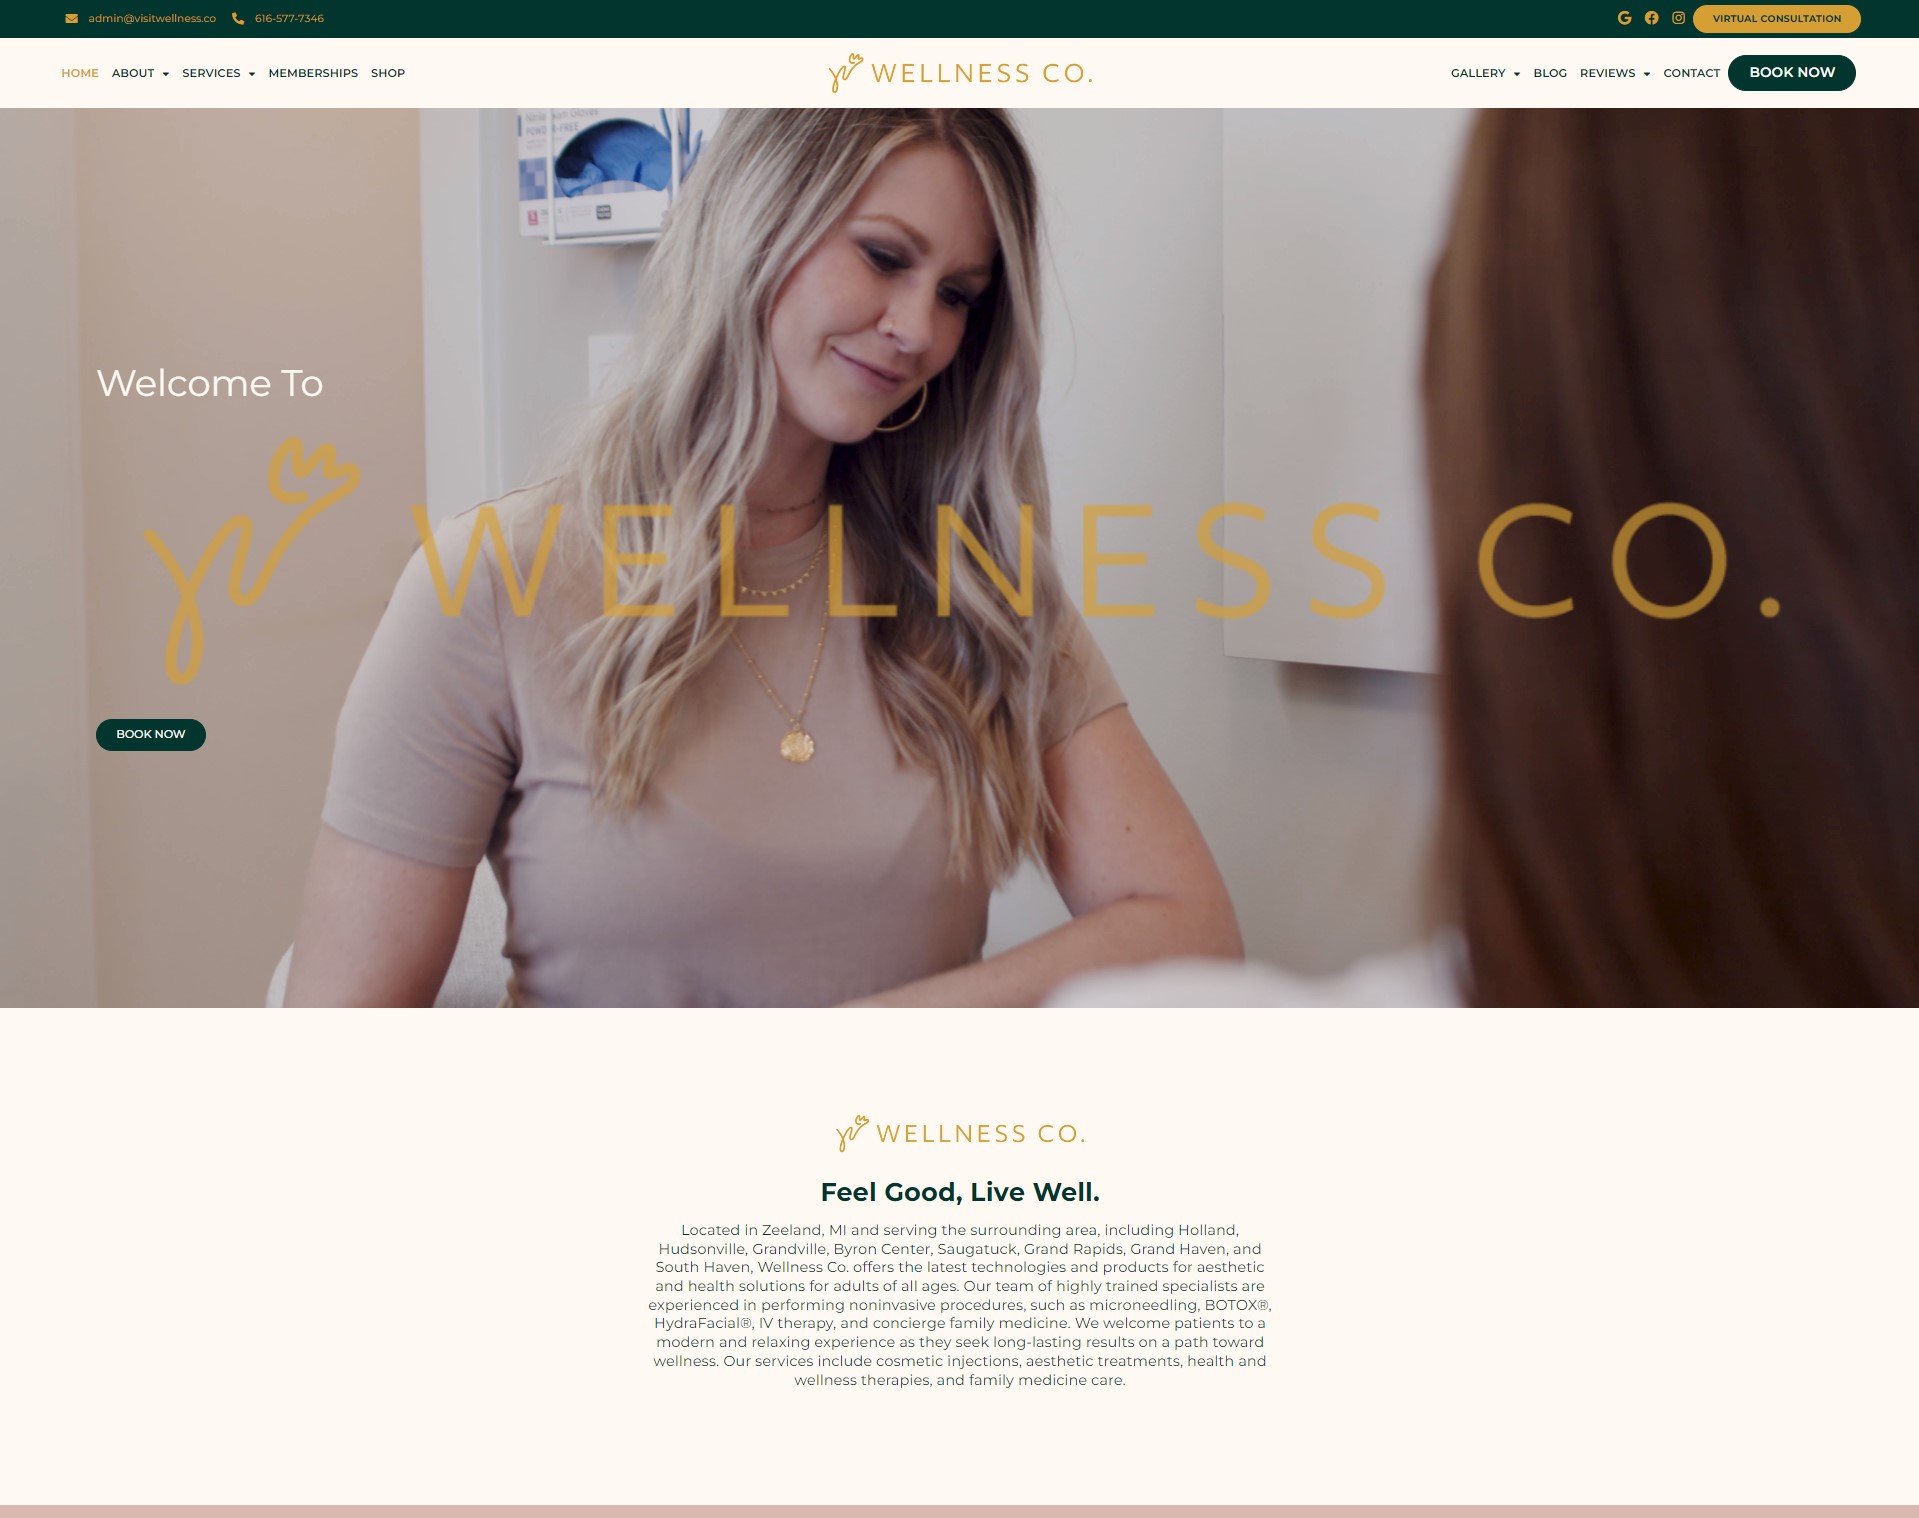 admin@visitwellness.co
616-577-7346
VIRTUAL CONSULTATION
HOME
ABOUT
SERVICES
MEMBERSHIPS
SHOP
WELLNESS CO.
GALLERY
BLOG
REVIEWS
CONTACT
BOOK NOW
Gloves
POWDER-FREE
Welcome To
WELLNESS CO.
BOOK NOW
WELLNESS CO.
Feel Good, Live Well.
Located in Zeeland, MI and serving the surrounding area, including Holland,
Hudsonville, Grandville, Byron Center, Saugatuck, Grand Rapids, Grand Haven, and
South Haven, Wellness Co. offers the latest technologies and products for aesthetic
and health solutions for adults of all ages. Our team of highly trained specialists are
experienced in performing noninvasive procedures, such as microneedling, BOTOX®,
HydraFacial®, IV therapy, and concierge family medicine. We welcome patients to a
modern and relaxing experience as they seek long-lasting results on a path toward
wellness. Our services include cosmetic injections, aesthetic treatments, health and
wellness therapies, and family medicine care.